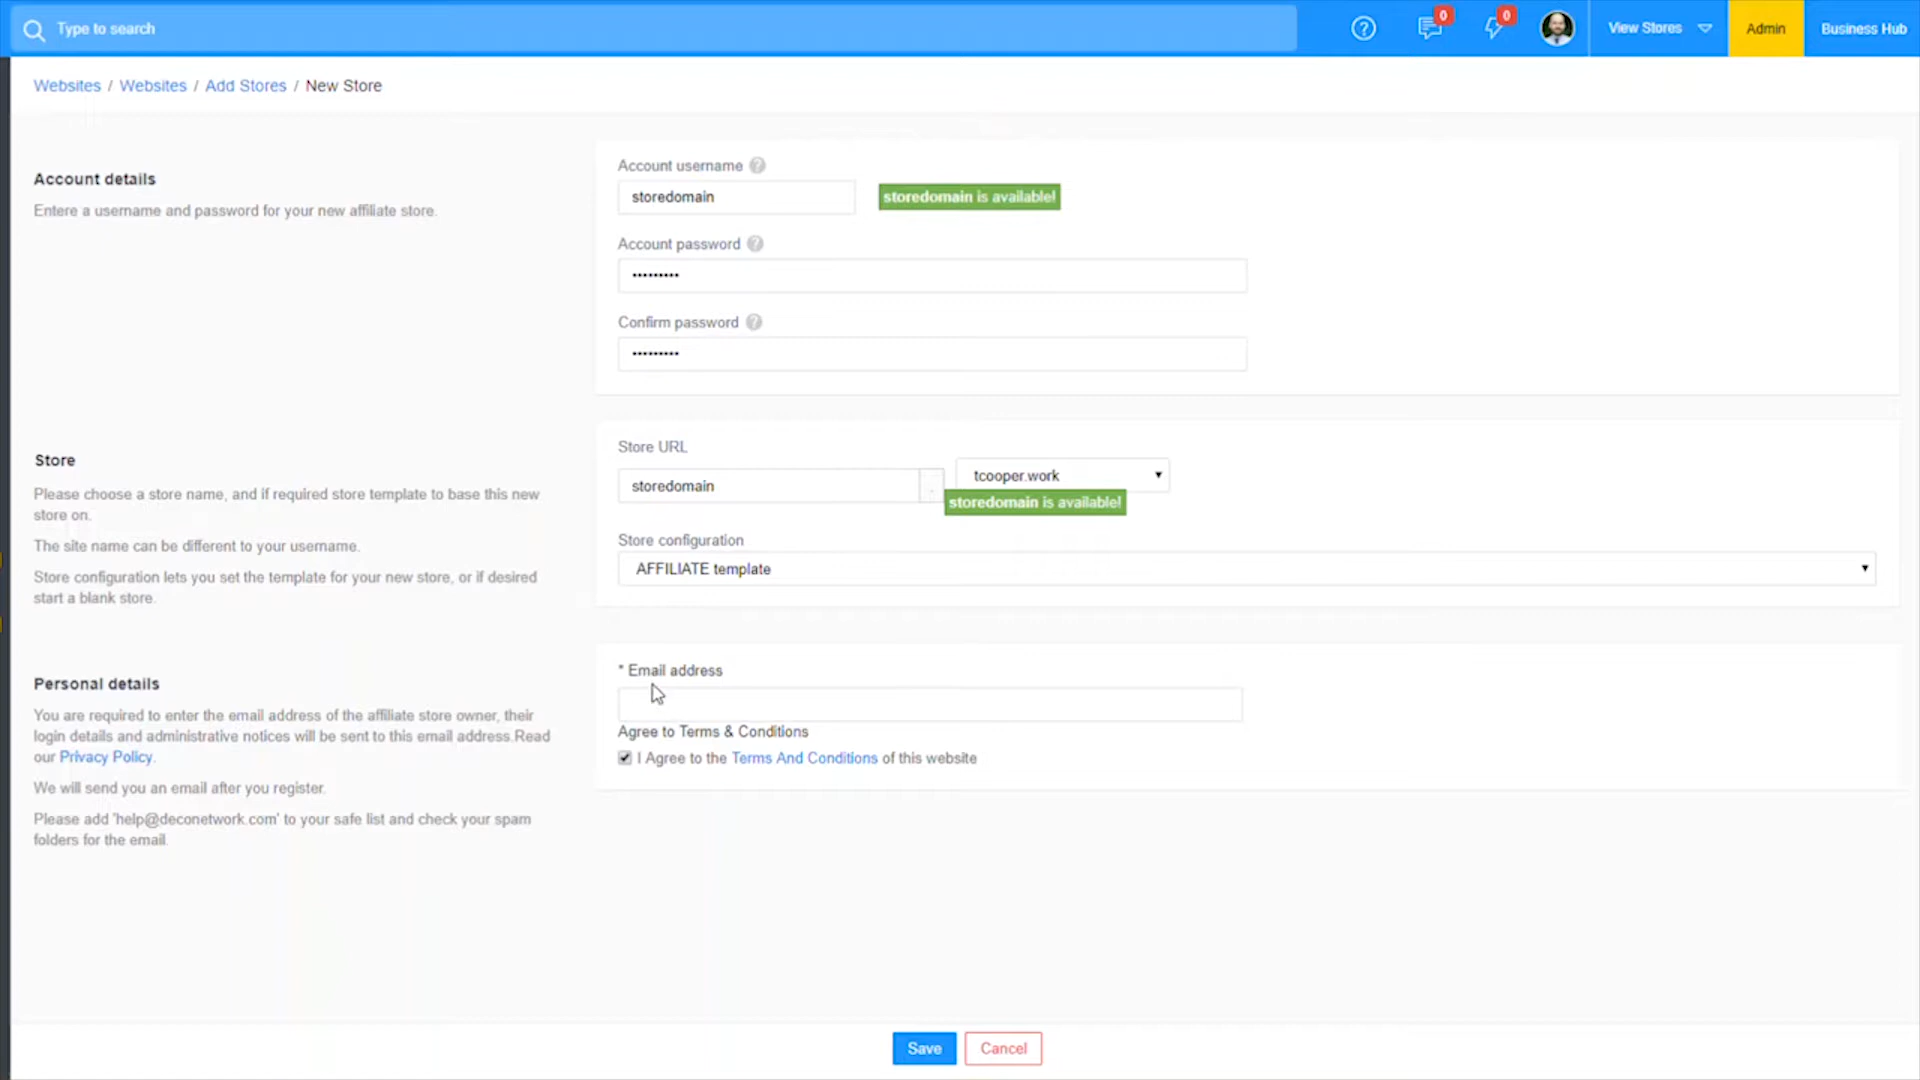 Type to search
0
0
View Stores
Admin
Business Hub
Websites / Websites / Add Stores / New Store
Account details
Entere a username and password for your new affiliate store.
Account username ?
storedomain
storedomain is available!
Account password ?
•••••••••
Confirm password ?
•••••••••
Store
Please choose a store name, and if required store template to base this new
store on.
The site name can be different to your username.
Store configuration lets you set the template for your new store, or if desired
start a blank store.
Store URL
storedomain
.
tcooper.work
storedomain is available!
Store configuration
AFFILIATE template
Personal details
You are required to enter the email address of the affiliate store owner, their
login details and administrative notices will be sent to this email address.Read
our Privacy Policy.
We will send you an email after you register.
Please add 'help@deconetwork.com' to your safe list and check your spam
folders for the email.
* Email address
Agree to Terms & Conditions
I Agree to the Terms And Conditions of this website
Save
Cancel